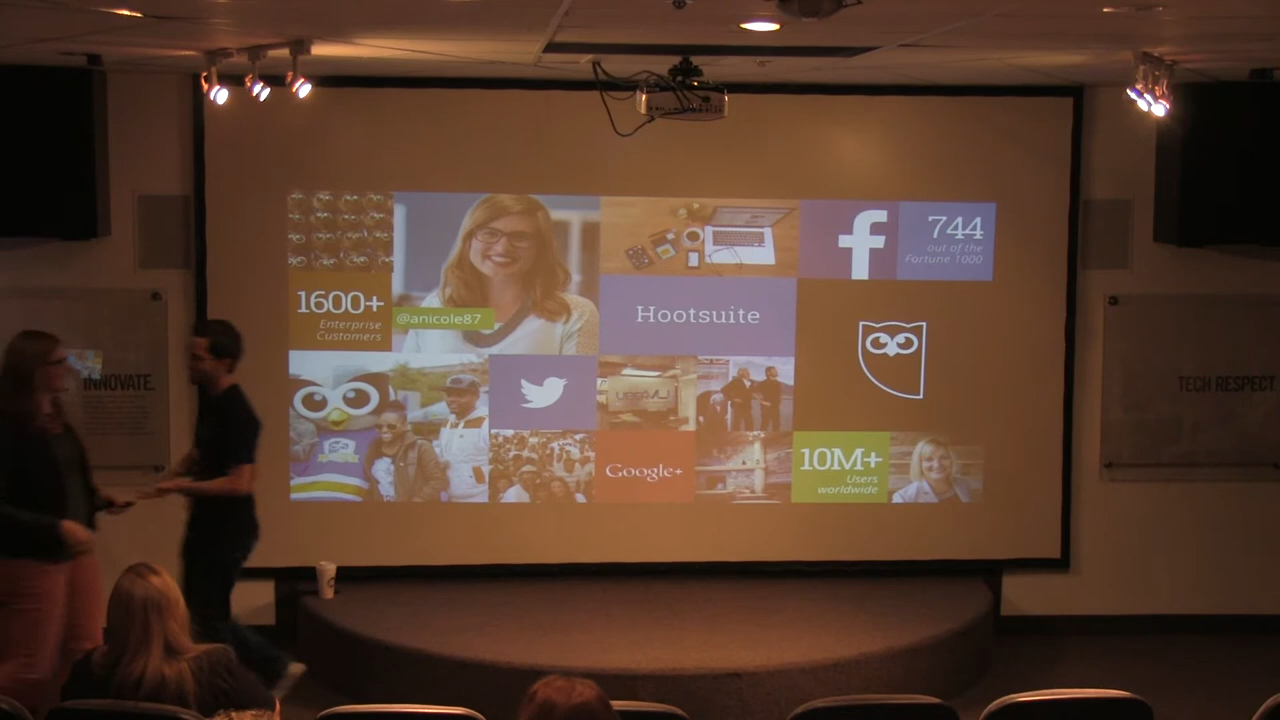 744
out of the
Fortune 1000
1600+
Enterprise
Customers
@anicole87
Hootsuite
INNOVATE.
TECH RESPECT.
Google+
10M+
Users
worldwide